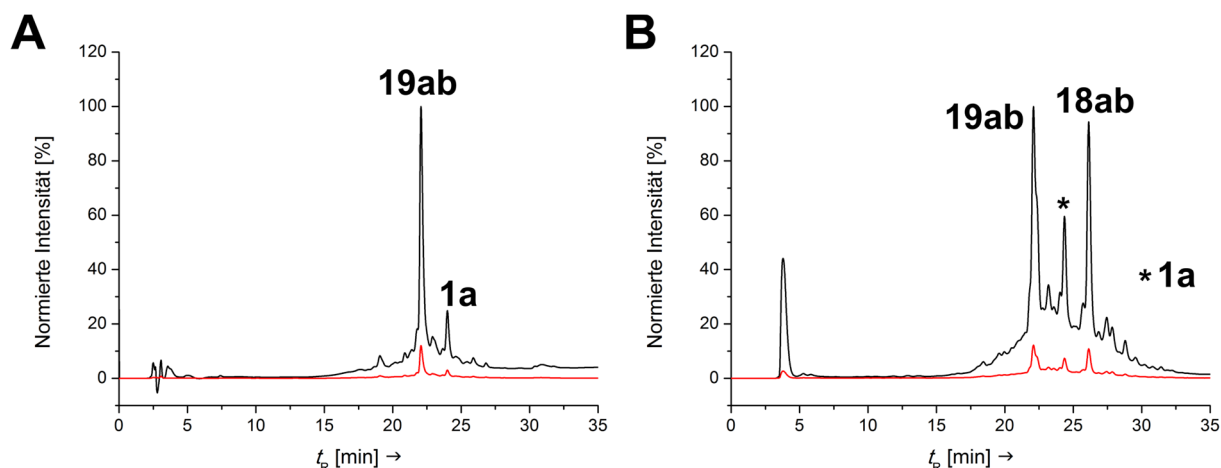 A
120
100
80
60
40
20
0
Normierte Intensität [%]
19ab
1a
0 5 10 15 20 25 30 35
tR [min] →
B
120
100
80
60
40
20
0
Normierte Intensität [%]
19ab
18ab
*
* 1a
0 5 10 15 20 25 30 35
tR [min] →